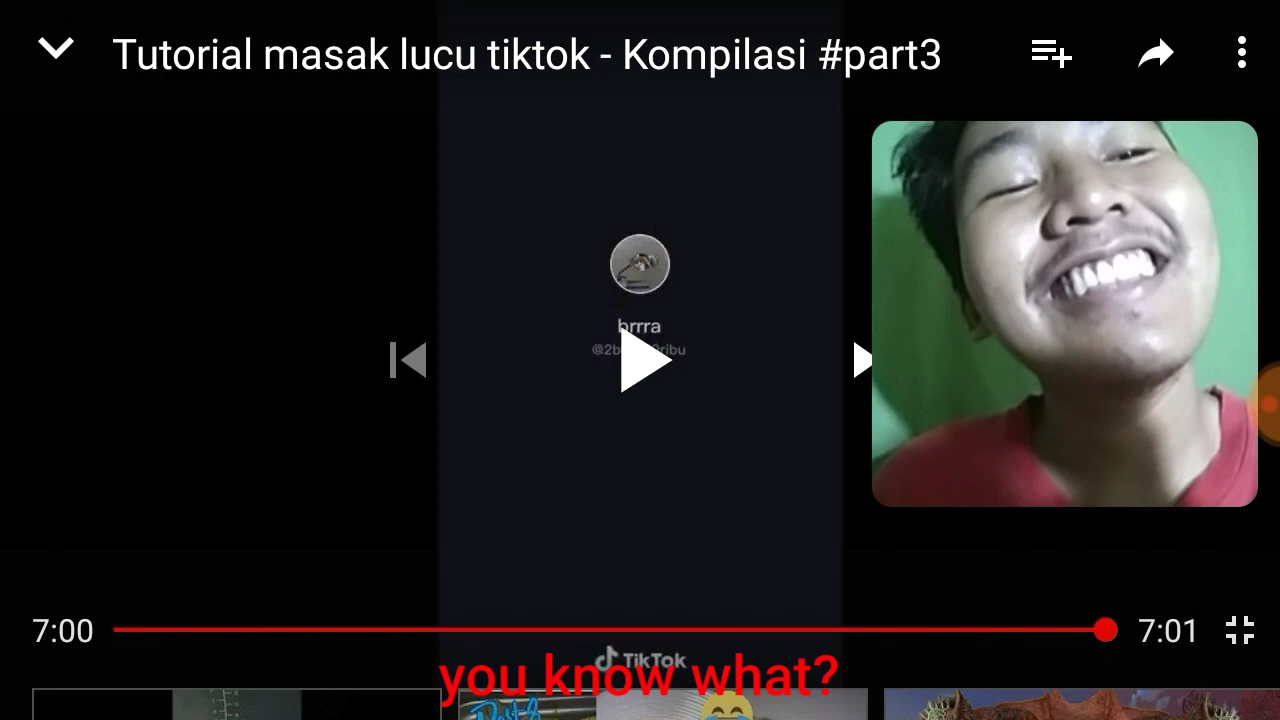 Tutorial masak lucu tiktok - Kompilasi #part3
brrra
7:00
7:01
TikTok
you know what?